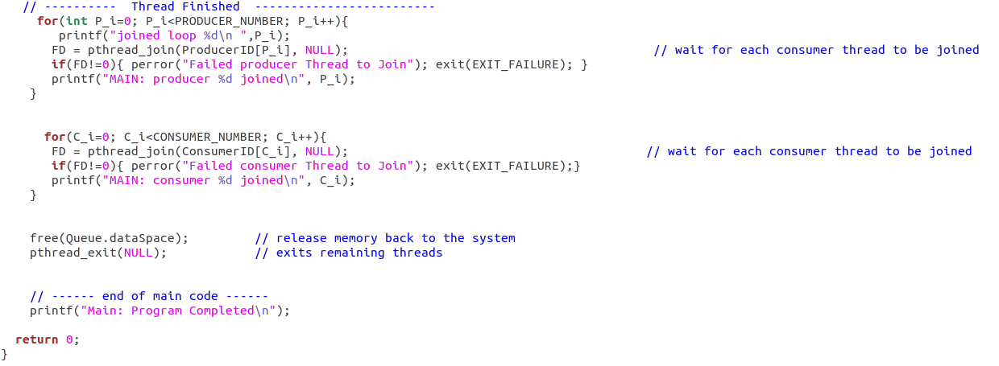 // ----------  Thread Finished  -------------------------
for(int P_i=0; P_i<PRODUCER_NUMBER; P_i++){
printf("joined loop %d\n ",P_i);
FD = pthread_join(ProducerID[P_i], NULL); // wait for each consumer thread to be joined
if(FD!=0){ perror("Failed producer Thread to Join"); exit(EXIT_FAILURE); }
printf("MAIN: producer %d joined\n", P_i);
}
for(C_i=0; C_i<CONSUMER_NUMBER; C_i++){
FD = pthread_join(ConsumerID[C_i], NULL); // wait for each consumer thread to be joined
if(FD!=0){ perror("Failed consumer Thread to Join"); exit(EXIT_FAILURE);}
printf("MAIN: consumer %d joined\n", C_i);
}
free(Queue.dataSpace); // release memory back to the system
pthread_exit(NULL); // exits remaining threads
// ------ end of main code ------
printf("Main: Program Completed\n");
return 0;
}